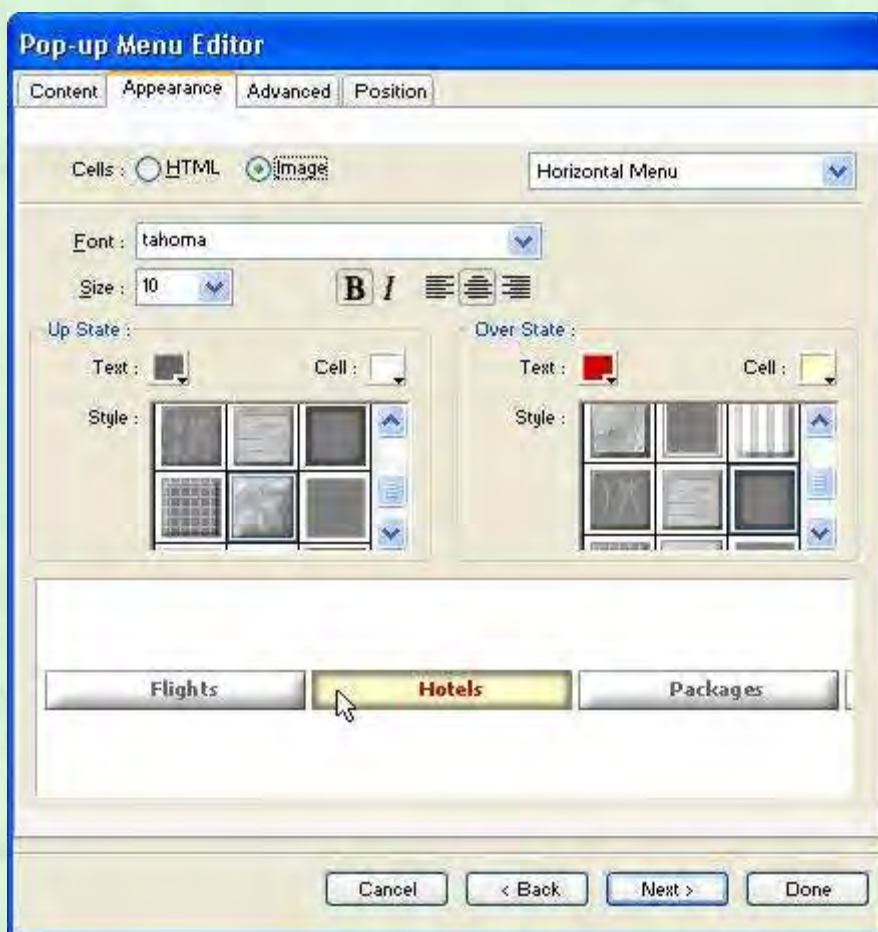 Pop-up Menu Editor
Content Appearance Advanced Position
Cells : HTML Image Horizontal Menu
Font : tahoma
Size : 10 B I
Up State : Over State :
Text : Cell : Text : Cell :
Style : Style :
Flights Hotels Packages
Cancel < Back Next > Done